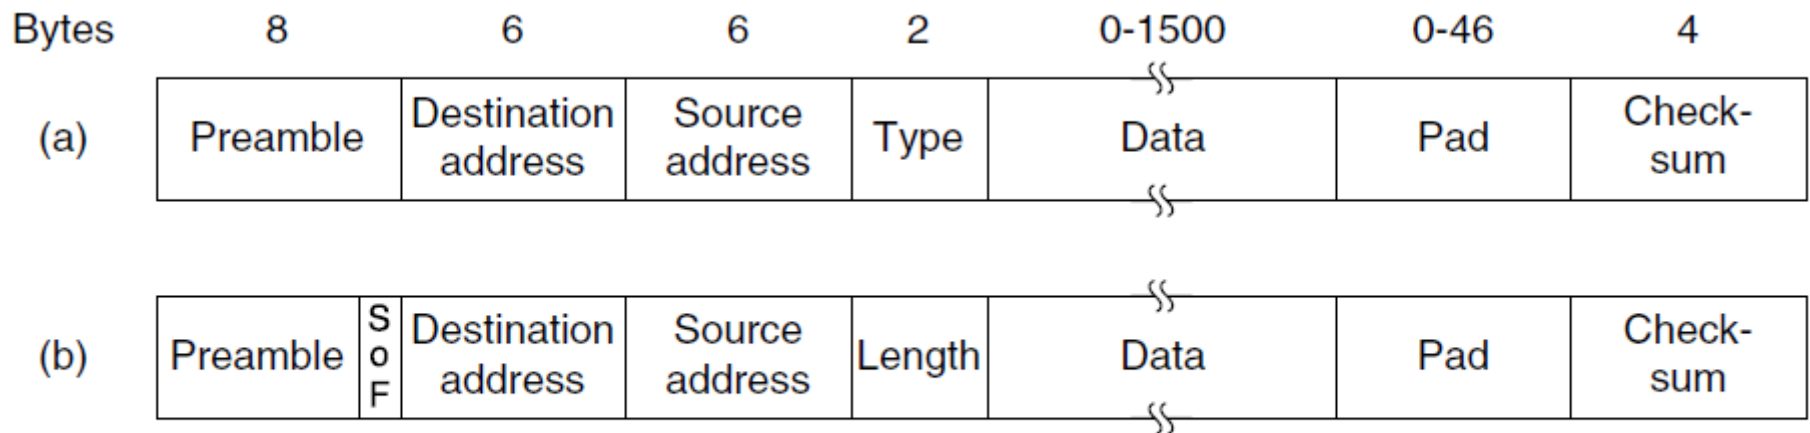 Bytes 8 6 6 2 0-1500 0-46 4
(a) Preamble Destination address Source address Type Data Pad Check-sum
(b) Preamble SoF Destination address Source address Length Data Pad Check-sum